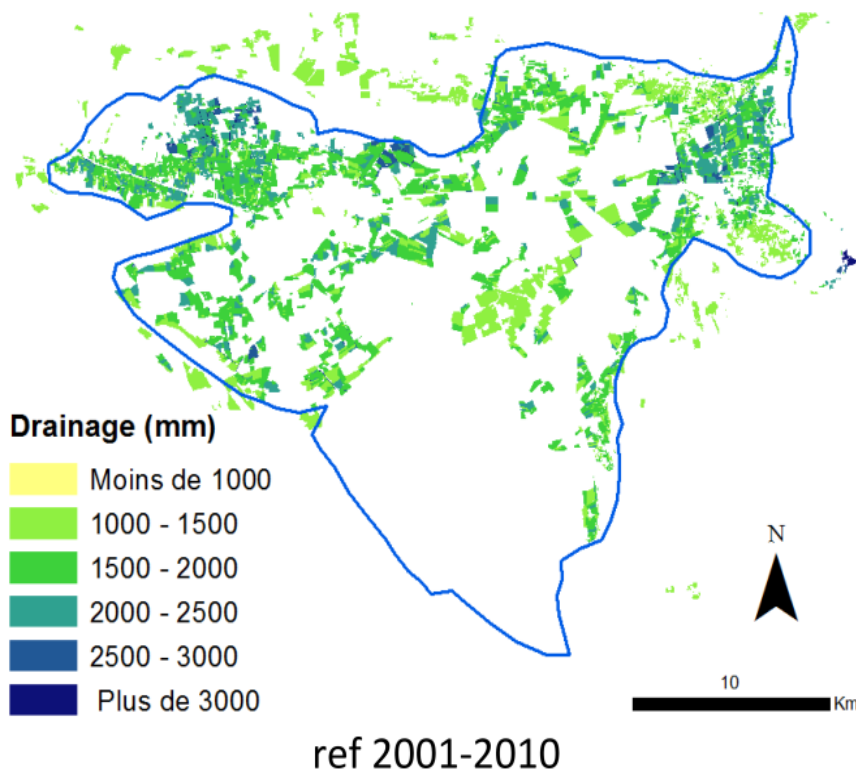 Drainage (mm)
Moins de 1000
1000 - 1500
1500 - 2000
2000 - 2500
2500 - 3000
Plus de 3000
N
10
Km
ref 2001-2010